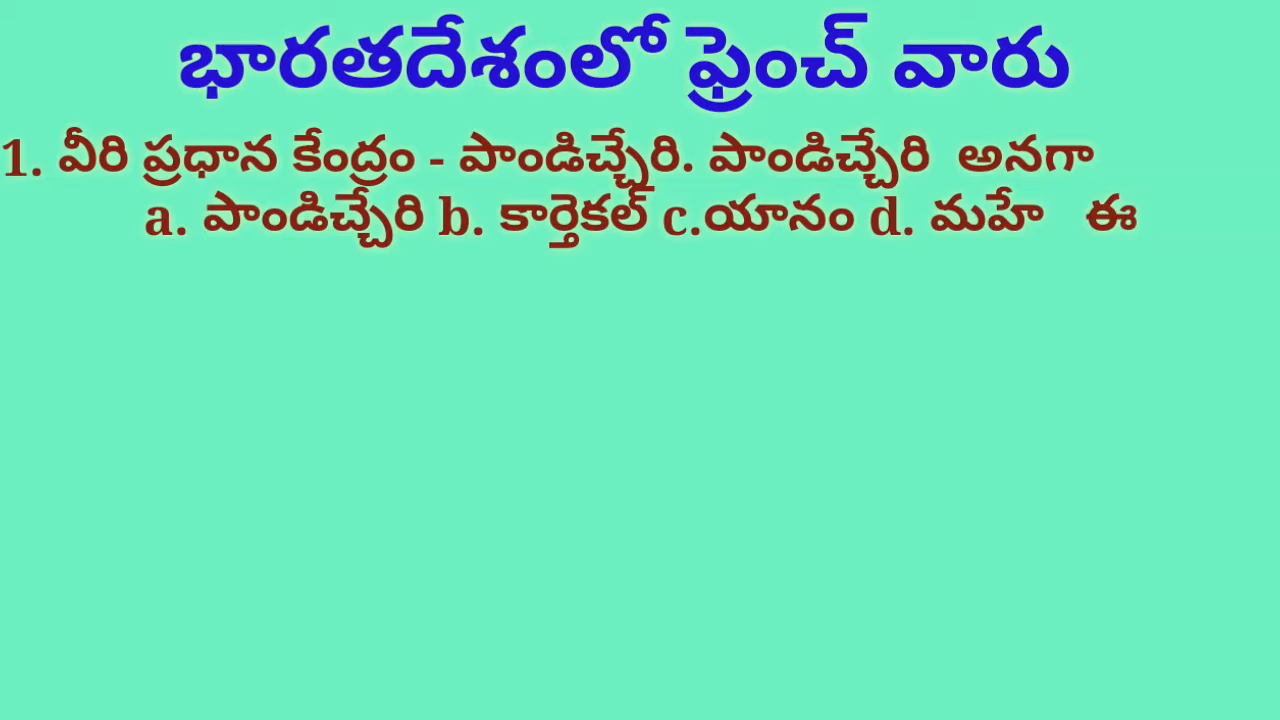 భారతదేశంలో ఫ్రెంచ్ వారు
1. వీరి ప్రధాన కేంద్రం - పాండిచ్చేరి. పాండిచ్చేరి అనగా
a. పాండిచ్చేరి b. కార్తెకల్ c.యానం d. మహే ఈ